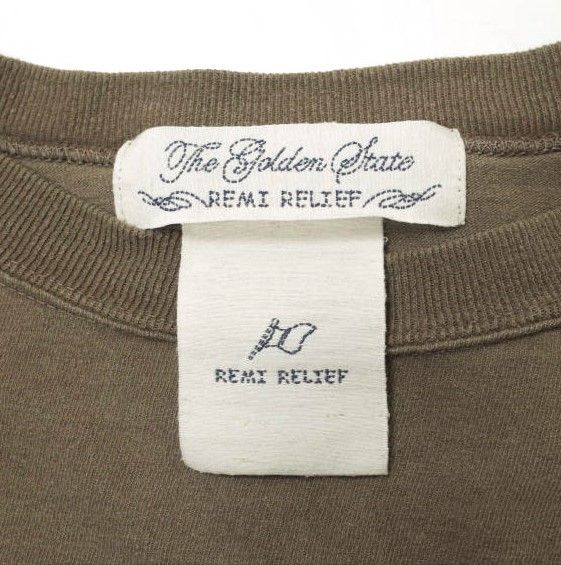 The Golden State
REMI RELIEF
REMI RELIEF